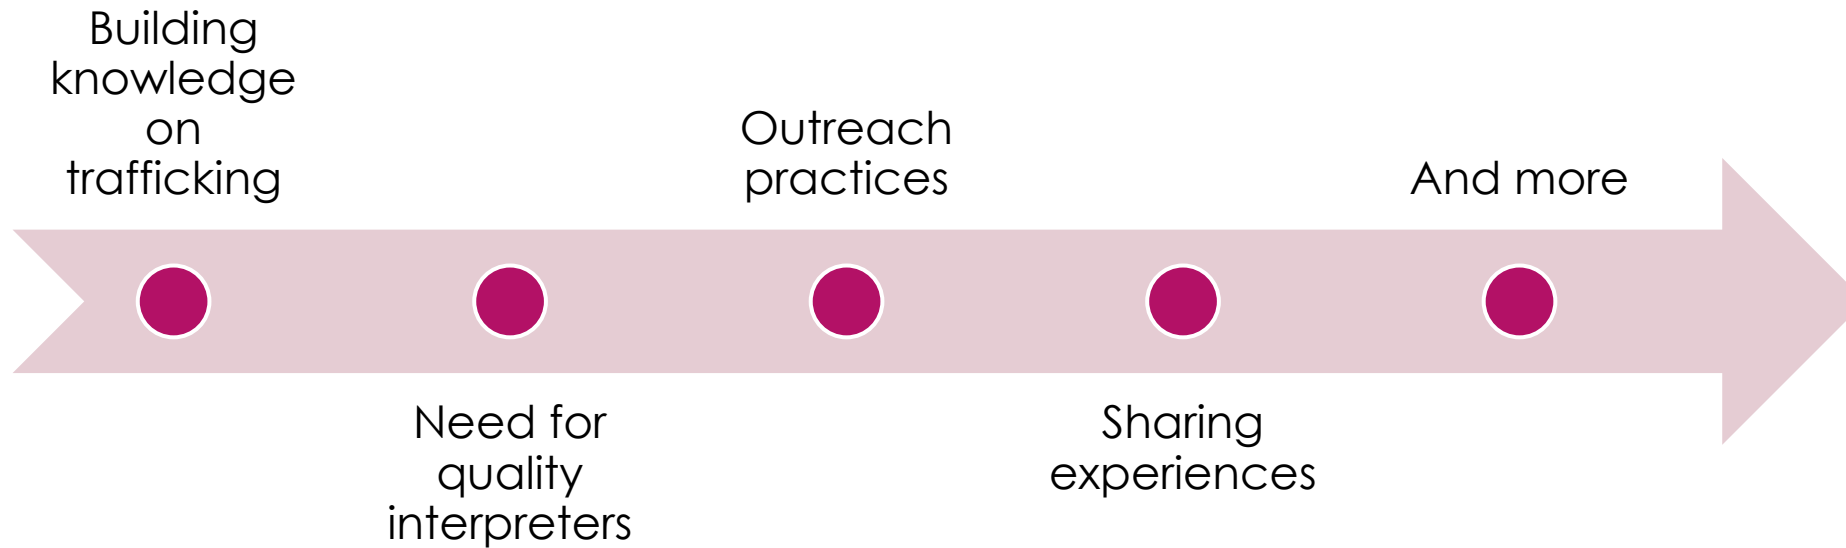 Building
knowledge
on
trafficking
Need for
quality
interpreters
Outreach
practices
Sharing
experiences
And more